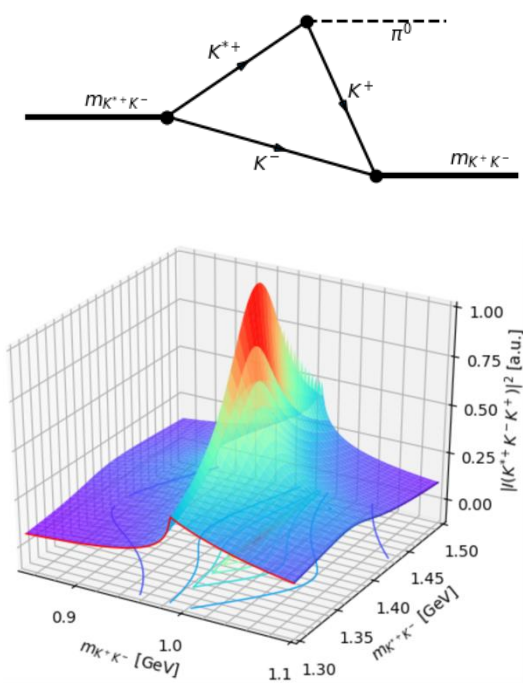 π⁰
K*⁺
m_{K*⁺K⁻}
K⁺
K⁻
m_{K⁺K⁻}
1.00
0.75
0.50
0.25
0.00
|I(K*⁺K⁻K⁺)|² [a.u.]
1.50
1.45
1.40
1.35
1.30
m_{K*⁺K⁻} [GeV]
0.9
1.0
1.1
m_{K⁺K⁻} [GeV]